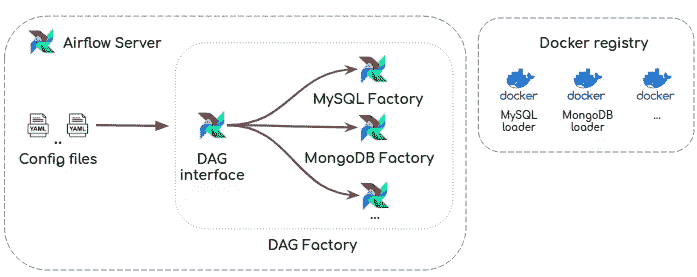 Airflow Server
YAML
..
YAML
Config files
DAG
interface
MySQL Factory
MongoDB Factory
...
DAG Factory
Docker registry
docker
docker
docker
MySQL
loader
MongoDB
loader
...